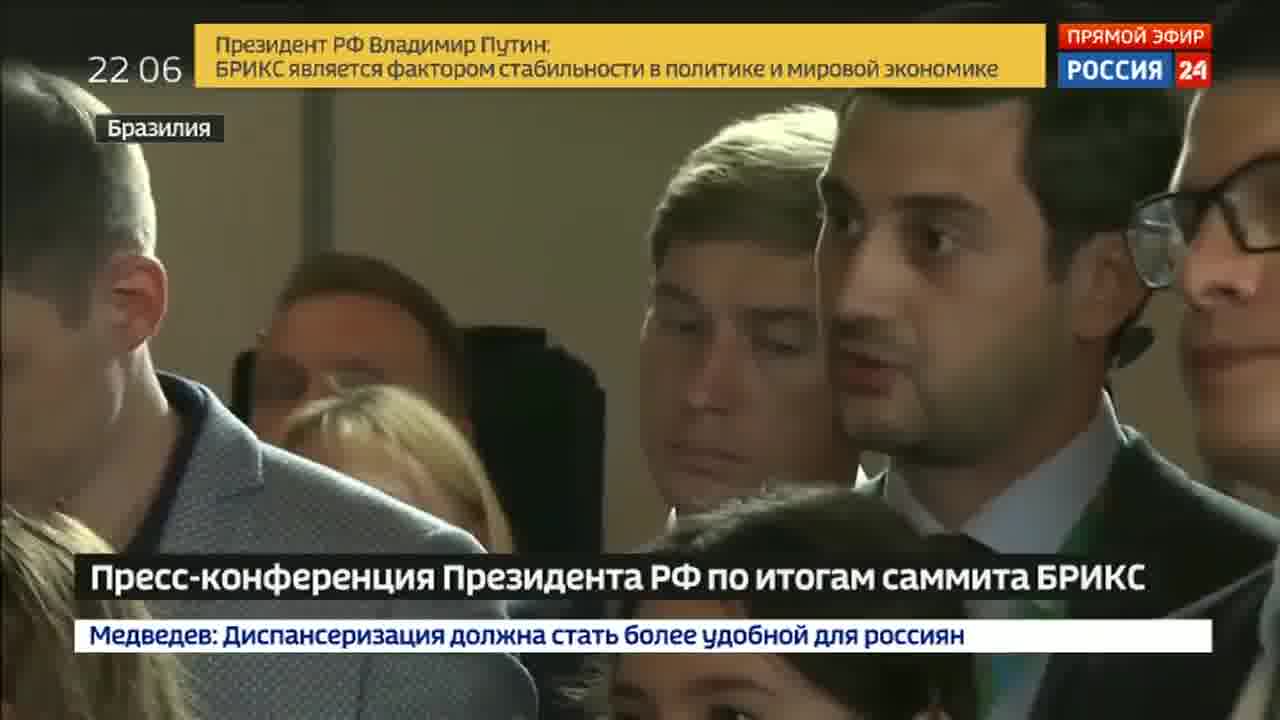 22 06
Президент РФ Владимир Путин:
БРИКС является фактором стабильности в политике и мировой экономике
ПРЯМОЙ ЭФИР
РОССИЯ 24
Бразилия
Пресс-конференция Президента РФ по итогам саммита БРИКС
Медведев: Диспансеризация должна стать более удобной для россиян